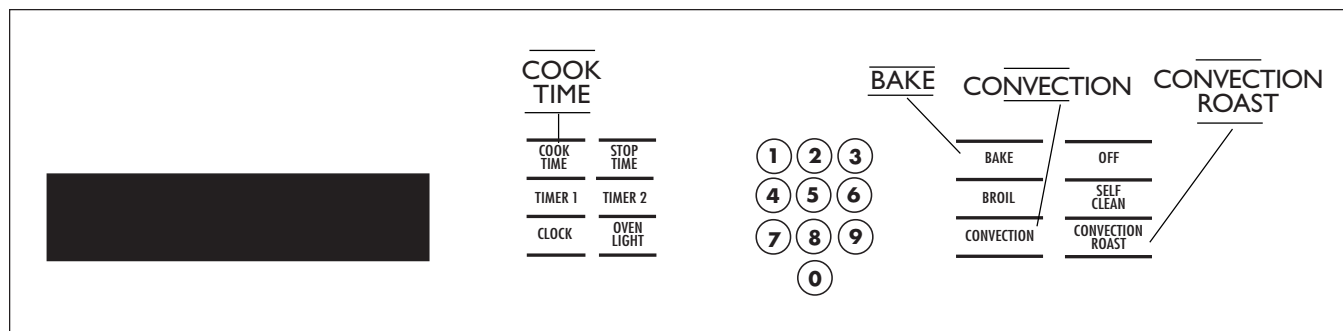 COOK
TIME
BAKE
CONVECTION
CONVECTION
ROAST
COOK
TIME
STOP
TIME
TIMER 1
TIMER 2
CLOCK
OVEN
LIGHT
1 2 3
4 5 6
7 8 9
0
BAKE
OFF
BROIL
SELF
CLEAN
CONVECTION
CONVECTION
ROAST